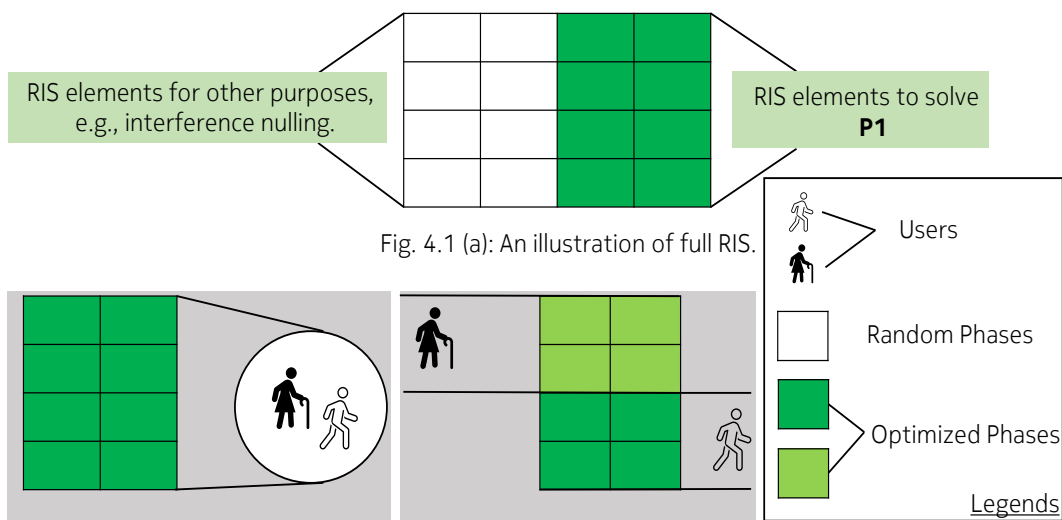 RIS elements for other purposes,
e.g., interference nulling.
RIS elements to solve
P1
Fig. 4.1 (a): An illustration of full RIS.
Users
Random Phases
Optimized Phases
Legends